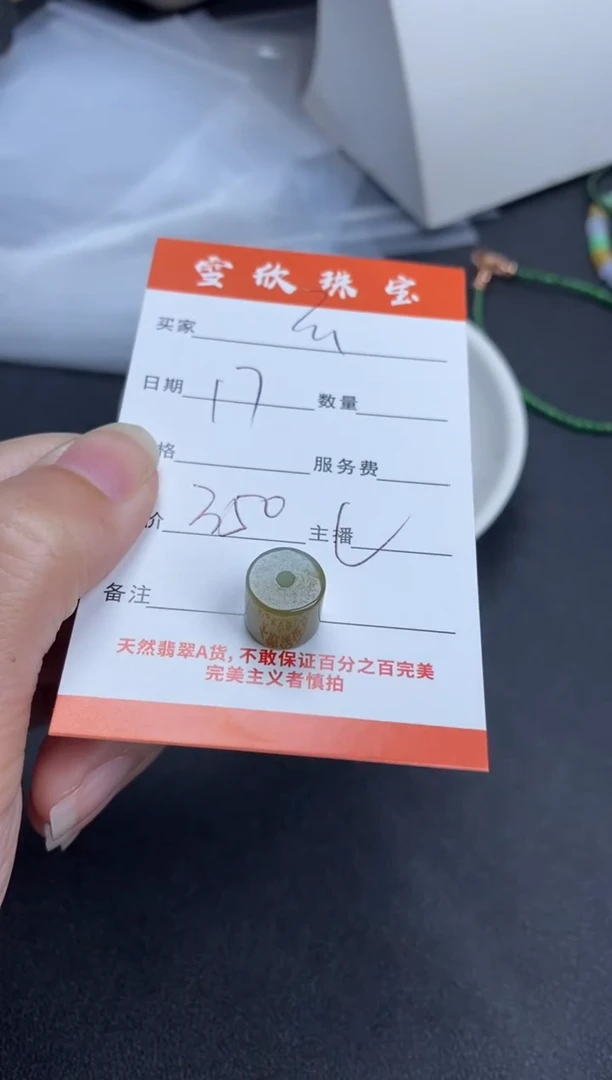 雪欣珠宝
买家
日期 17 数量
格 服务费
价 350 主播
备注
天然翡翠A货,不敢保证百分之百完美
完美主义者慎拍